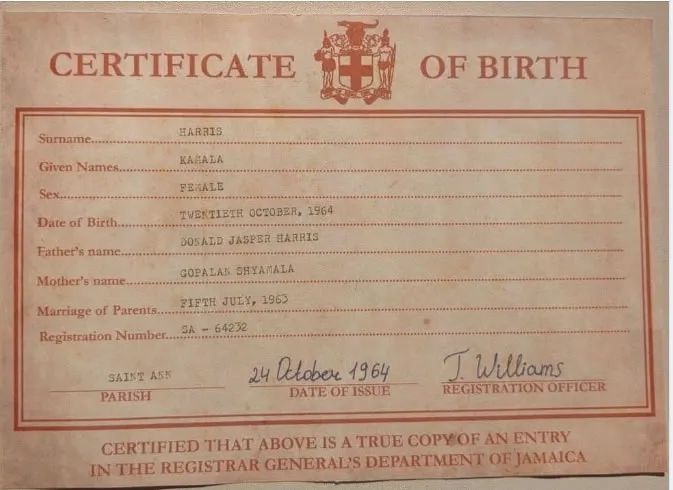 CERTIFICATE OF BIRTH
Surname HARRIS
Given Names KAMALA
Sex FEMALE
Date of Birth TWENTIETH OCTOBER, 1964
Father's name DONALD JASPER HARRIS
Mother's name GOPALAN SHYAMALA
Marriage of Parents FIFTH JULY, 1963
Registration Number SA - 64232
SAINT ANN 24 October 1964 T. Williams
PARISH DATE OF ISSUE REGISTRATION OFFICER
CERTIFIED THAT ABOVE IS A TRUE COPY OF AN ENTRY
IN THE REGISTRAR GENERAL'S DEPARTMENT OF JAMAICA